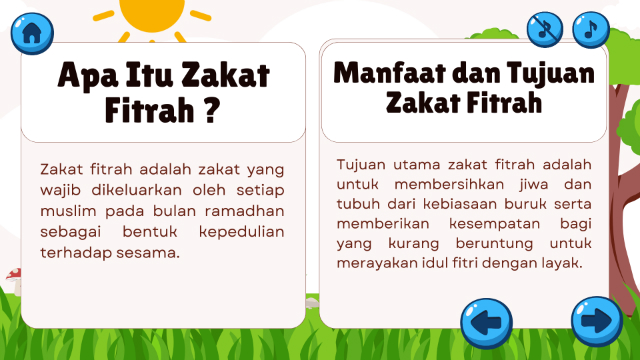 Apa Itu Zakat
Fitrah ?
Zakat fitrah adalah zakat yang
wajib dikeluarkan oleh setiap
muslim pada bulan ramadhan
sebagai bentuk kepedulian
terhadap sesama.
Manfaat dan Tujuan
Zakat Fitrah
Tujuan utama zakat fitrah adalah
untuk membersihkan jiwa dan
tubuh dari kebiasaan buruk serta
memberikan kesempatan bagi
yang kurang beruntung untuk
merayakan idul fitri dengan layak.